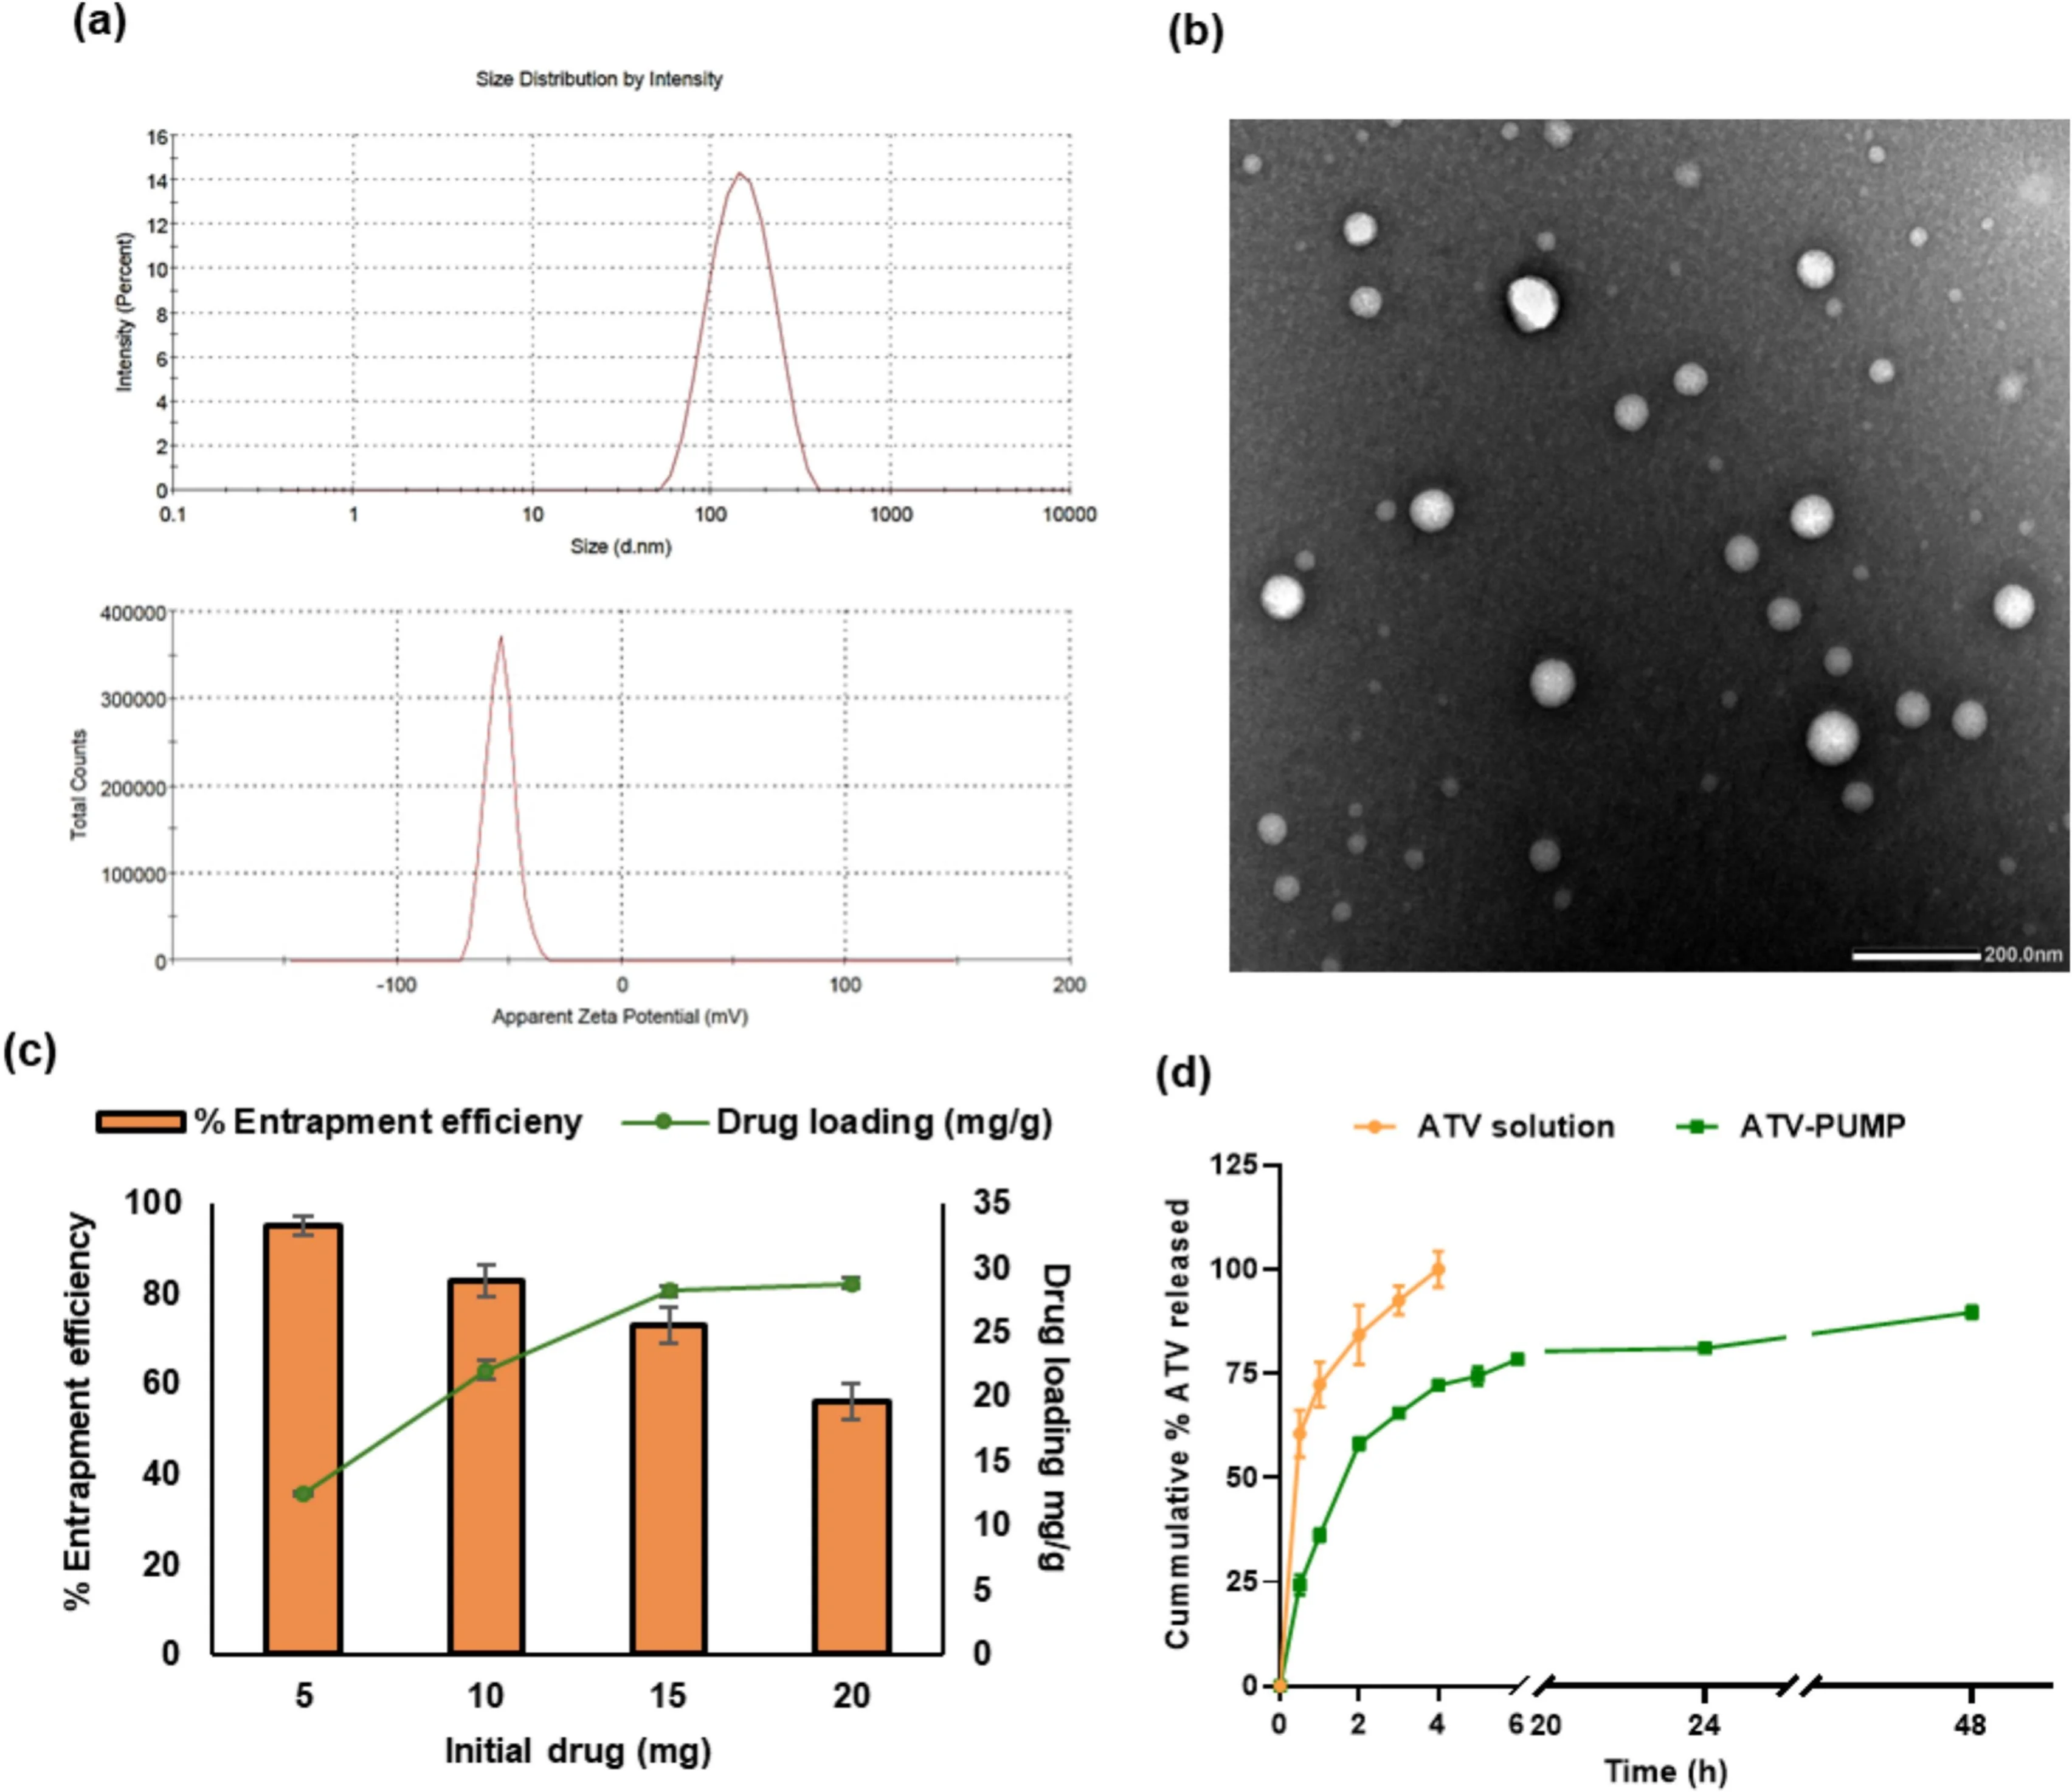 (a)
Size Distribution by Intensity
Intensity (Percent)
16
14
12
10
8
6
4
2
0
0.1 1 10 100 1000 10000
Size (d.nm)
Total Counts
400000
300000
200000
100000
0
-100 0 100 200
Apparent Zeta Potential (mV)
(b)
200.0nm
(c)
% Entrapment efficieny Drug loading (mg/g)
% Entrapment efficiency
100
80
60
40
20
0
35
30
25
20
15
10
5
0
Drug loading mg/g
5 10 15 20
Initial drug (mg)
(d)
ATV solution ATV-PUMP
Cummulative % ATV released
125
100
75
50
25
0
0 2 4 6 20 24 48
Time (h)